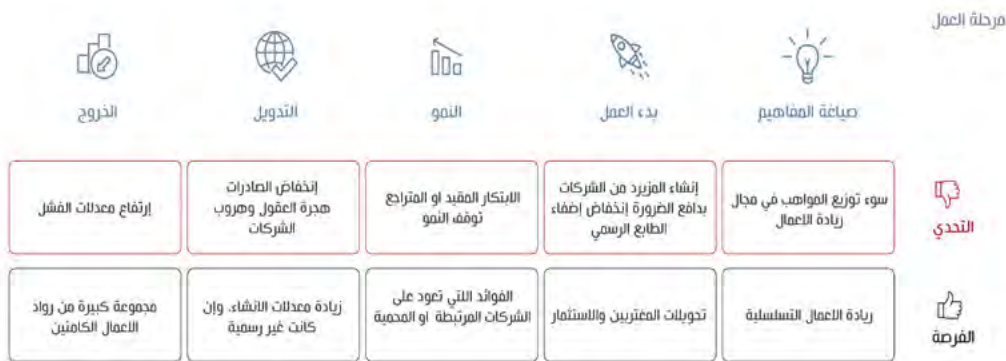 مرحلة العمل
صياغة المفاهيم
بدء العمل
النمو
التدويل
الخروج
التحدي
سوء توزيع المواهب في مجال
ريادة الاعمال
إنشاء المزيد من الشركات
بدافع الضرورة إنخفاض إضفاء
الطابع الرسمي
الابتكار المقيد او المتراجع
توقف النمو
إنخفاض الصادرات
هجرة العقول وهروب
الشركات
إرتفاع معدلات الفشل
الفرصة
ريادة الاعمال التسلسلية
تحويلات المغتربين والاستثمار
الفوائد اللتي تعود على
الشركات المرتبطة او المحمية
زيادة معدلات الانشاء، وإن
كانت غير رسمية
مجموعة كبيرة من رواد
الاعمال الكامنين